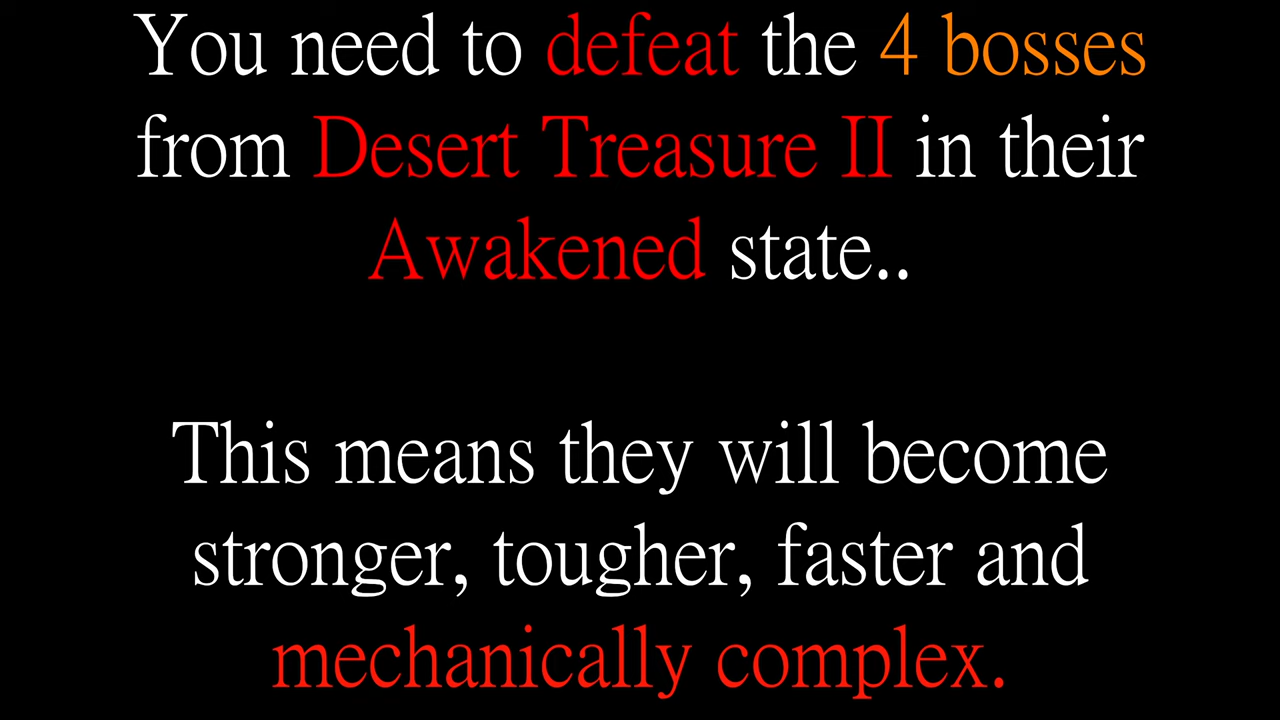 You need to defeat the 4 bosses
from Desert Treasure II in their
Awakened state..
This means they will become
stronger, tougher, faster and
mechanically complex.